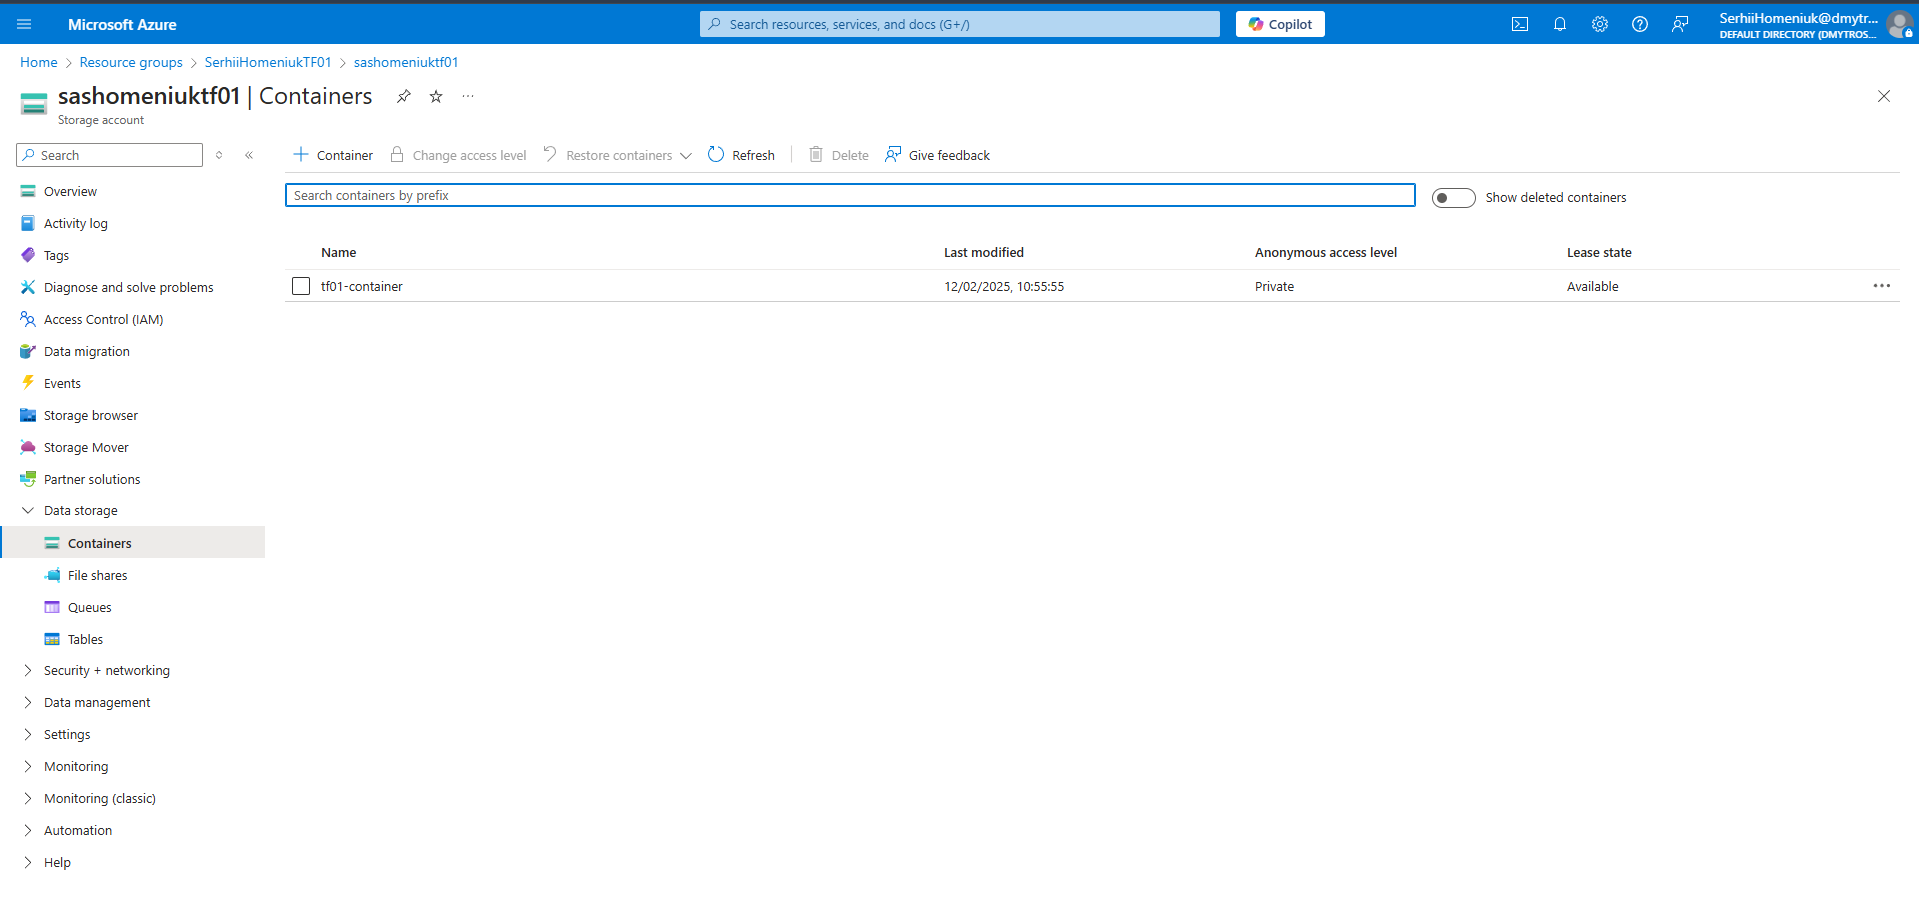 Microsoft Azure
Search resources, services, and docs (G+/)
Copilot
SerhiiHomeniuk@dmytr...
DEFAULT DIRECTORY (DMYTROS...
Home > Resource groups > SerhiiHomeniukTF01 > sashomeniuktf01
sashomeniuktf01 | Containers
Storage account
Search
Container
Change access level
Restore containers
Refresh
Delete
Give feedback
Search containers by prefix
Show deleted containers
Name Last modified Anonymous access level Lease state
tf01-container 12/02/2025, 10:55:55 Private Available
Overview
Activity log
Tags
Diagnose and solve problems
Access Control (IAM)
Data migration
Events
Storage browser
Storage Mover
Partner solutions
Data storage
Containers
File shares
Queues
Tables
Security + networking
Data management
Settings
Monitoring
Monitoring (classic)
Automation
Help